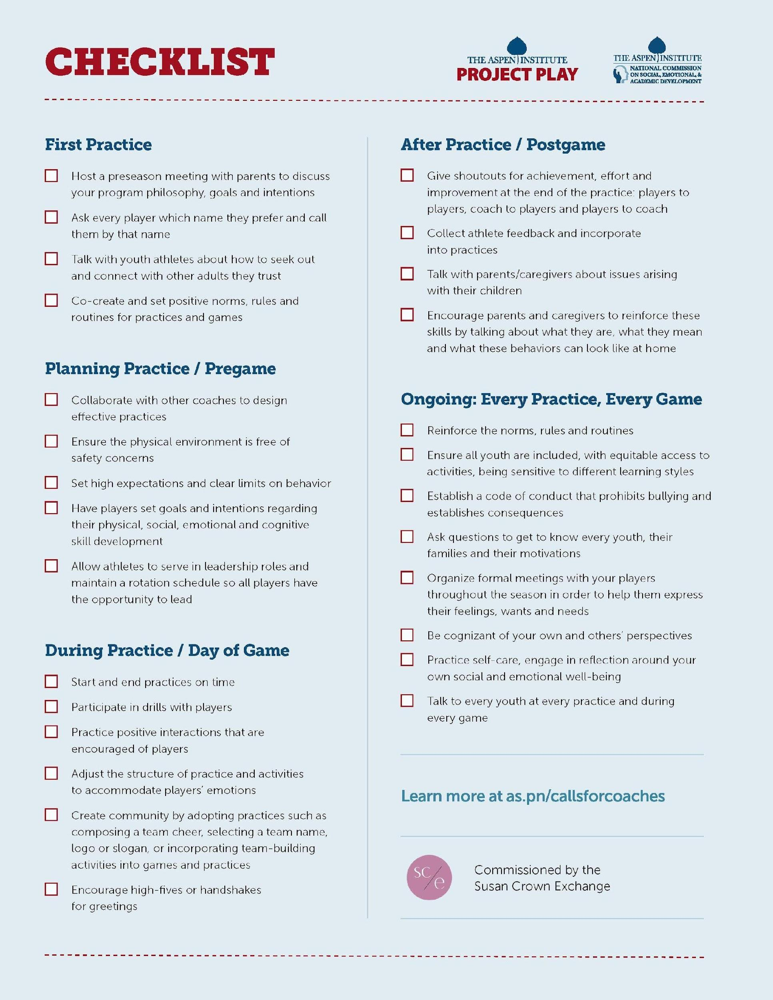 CHECKLIST
THE ASPEN INSTITUTE
PROJECT PLAY
THE ASPEN INSTITUTE
NATIONAL COMMISSION
ON SOCIAL, EMOTIONAL, &
ACADEMIC DEVELOPMENT
First Practice
Host a preseason meeting with parents to discuss
your program philosophy, goals and intentions
Ask every player which name they prefer and call
them by that name
Talk with youth athletes about how to seek out
and connect with other adults they trust
Co-create and set positive norms, rules and
routines for practices and games
Planning Practice / Pregame
Collaborate with other coaches to design
effective practices
Ensure the physical environment is free of
safety concerns
Set high expectations and clear limits on behavior
Have players set goals and intentions regarding
their physical, social, emotional and cognitive
skill development
Allow athletes to serve in leadership roles and
maintain a rotation schedule so all players have
the opportunity to lead
During Practice / Day of Game
Start and end practices on time
Participate in drills with players
Practice positive interactions that are
encouraged of players
Adjust the structure of practice and activities
to accommodate players' emotions
Create community by adopting practices such as
composing a team cheer, selecting a team name,
logo or slogan, or incorporating team-building
activities into games and practices
Encourage high-fives or handshakes
for greetings
After Practice / Postgame
Give shoutouts for achievement, effort and
improvement at the end of the practice: players to
players, coach to players and players to coach
Collect athlete feedback and incorporate
into practices
Talk with parents/caregivers about issues arising
with their children
Encourage parents and caregivers to reinforce these
skills by talking about what they are, what they mean
and what these behaviors can look like at home
Ongoing: Every Practice, Every Game
Reinforce the norms, rules and routines
Ensure all youth are included, with equitable access to
activities, being sensitive to different learning styles
Establish a code of conduct that prohibits bullying and
establishes consequences
Ask questions to get to know every youth, their
families and their motivations
Organize formal meetings with your players
throughout the season in order to help them express
their feelings, wants and needs
Be cognizant of your own and others' perspectives
Practice self-care, engage in reflection around your
own social and emotional well-being
Talk to every youth at every practice and during
every game
Learn more at as.pn/callsforcoaches
sc/e
Commissioned by the
Susan Crown Exchange